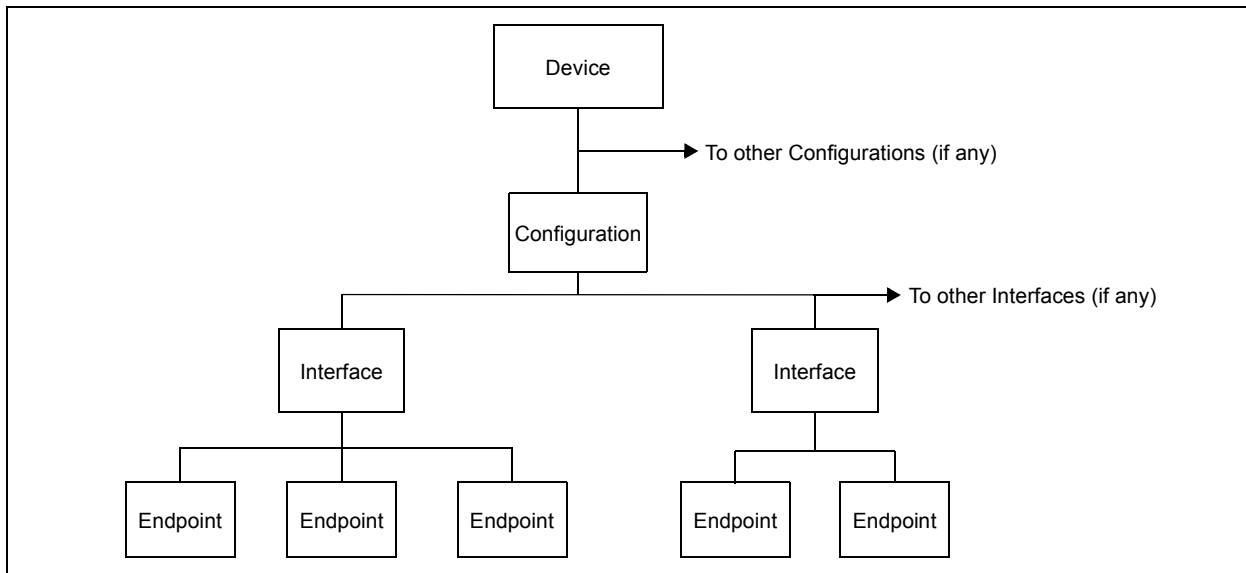 Device
To other Configurations (if any)
Configuration
To other Interfaces (if any)
Interface
Interface
Endpoint
Endpoint
Endpoint
Endpoint
Endpoint